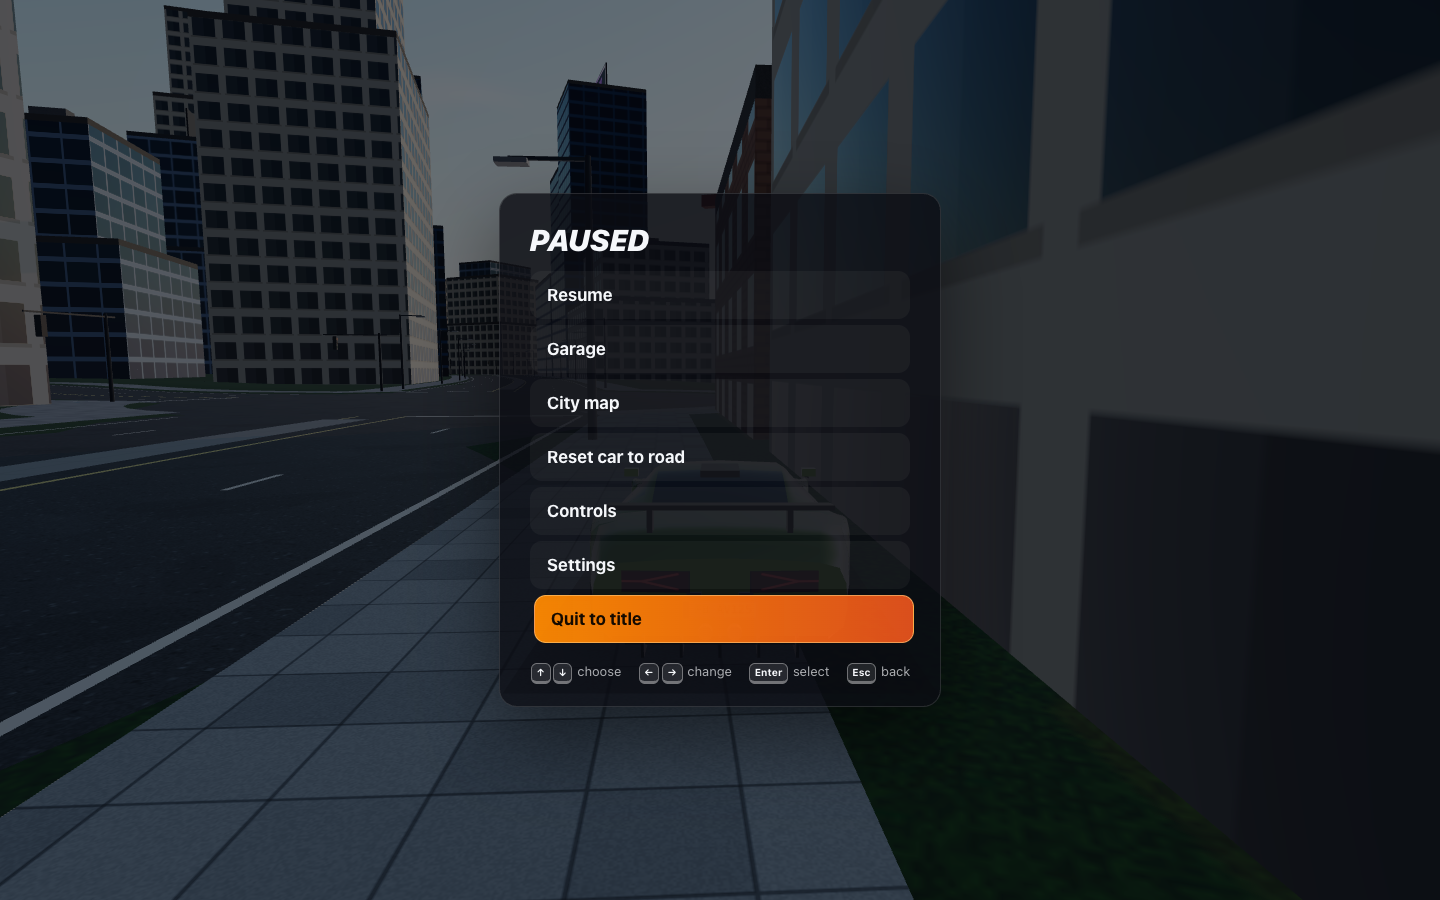 PAUSED
Resume
Garage
City map
Reset car to road
Controls
Settings
Quit to title
↑ ↓ choose ← → change Enter select Esc back